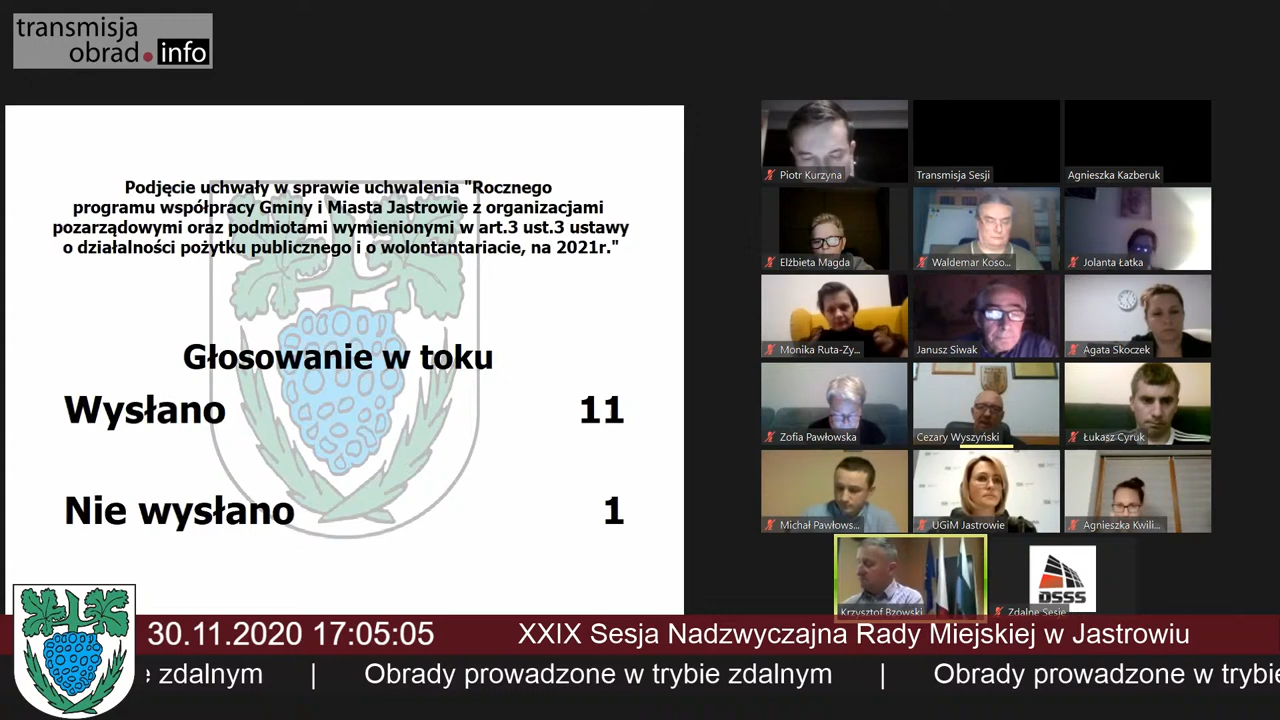 transmisja
obrad.info
Podjęcie uchwały w sprawie uchwalenia "Rocznego
programu współpracy Gminy i Miasta Jastrowie z organizacjami
pozarządowymi oraz podmiotami wymienionymi w art.3 ust.3 ustawy
o działalności pożytku publicznego i o wolontariacie, na 2021r."
Głosowanie w toku
Wysłano 11
Nie wysłano 1
Piotr Kurzyna
Transmisja Sesji
Agnieszka Kazberuk
Elżbieta Magda
Waldemar Koso...
Jolanta Łatka
Monika Ruta-Zy...
Janusz Siwak
Agata Skoczek
Zofia Pawłowska
Cezary Wyszyński
Łukasz Cyruk
Michał Pawłows...
UGiM Jastrowie
Agnieszka Kwili...
Krzysztof Bzowski
DSSS
Zdalne Sesje
30.11.2020 17:05:05 XXIX Sesja Nadzwyczajna Rady Miejskiej w Jastrowiu
zdalnym | Obrady prowadzone w trybie zdalnym | Obrady prowadzone w trybie